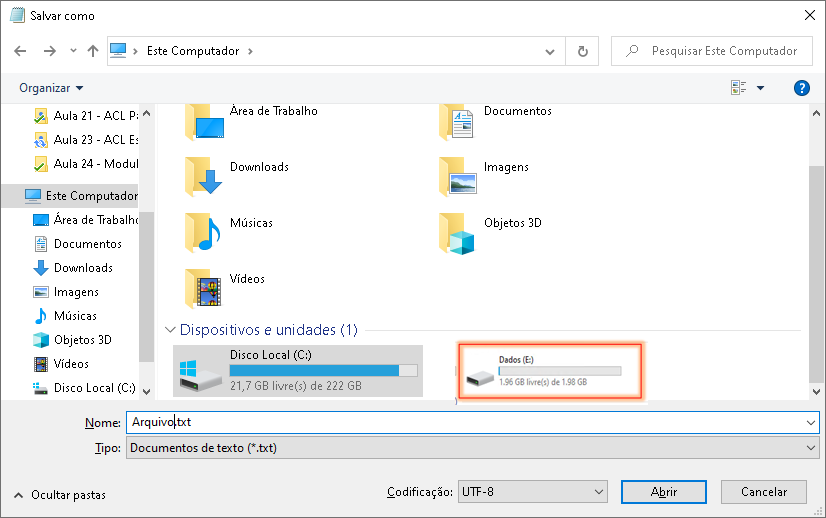 Salvar como
Este Computador
Pesquisar Este Computador
Organizar
?
Aula 21 - ACL Pa
Aula 23 - ACL Es
Aula 24 - Modul
Este Computador
Área de Trabalho
Documentos
Downloads
Imagens
Músicas
Objetos 3D
Vídeos
Disco Local (C:)
Área de Trabalho
Documentos
Downloads
Imagens
Músicas
Objetos 3D
Vídeos
Dispositivos e unidades (1)
Disco Local (C:)
21,7 GB livre(s) de 222 GB
Dados (E:)
1.96 GB livre(s) de 1.98 GB
Nome: Arquivo.txt
Tipo: Documentos de texto (*.txt)
Ocultar pastas
Codificação: UTF-8
Abrir
Cancelar